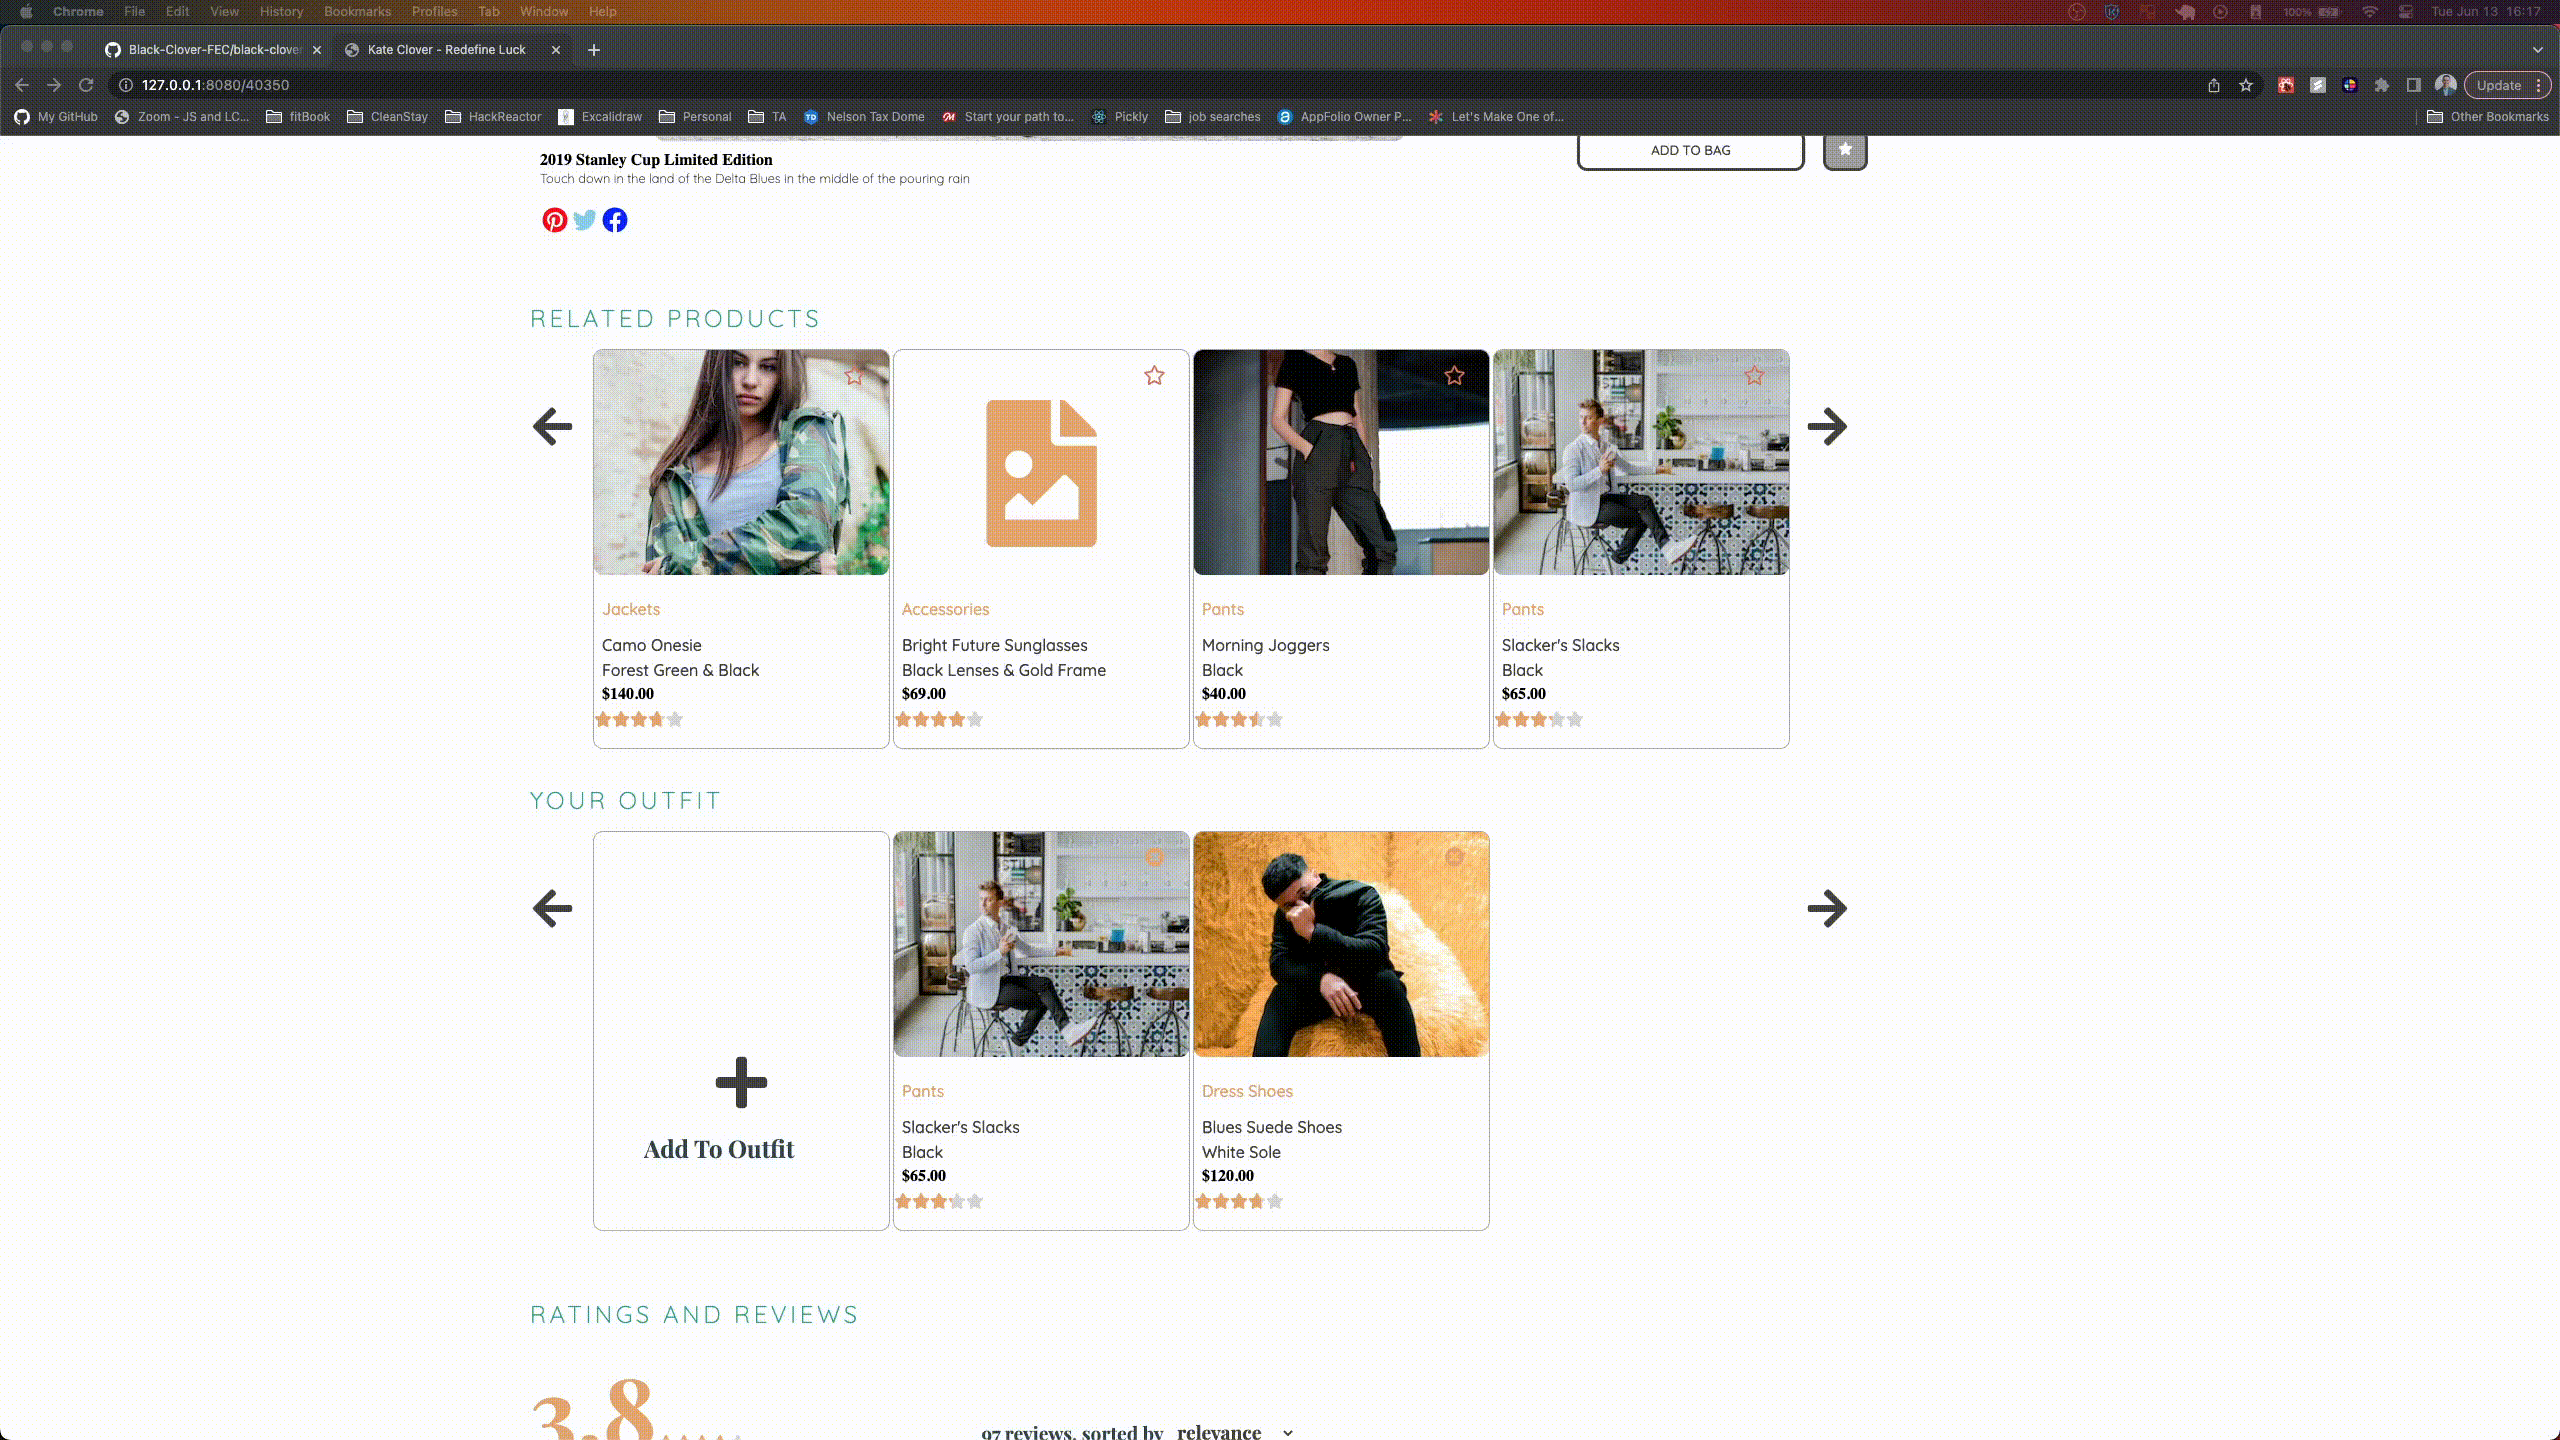 Chrome File Edit View History Bookmarks Profiles Tab Window Help 100% Tue Jun 13 16:17
Black-Clover-FEC/black-clover Kate Clover - Redefine Luck
127.0.0.1:8080/40350 Update
My GitHub Zoom - JS and LC... fitBook CleanStay HackReactor Excalidraw Personal TA Nelson Tax Dome Start your path to... Pickly job searches AppFolio Owner P... Let's Make One of... Other Bookmarks
2019 Stanley Cup Limited Edition
Touch down in the land of the Delta Blues in the middle of the pouring rain
ADD TO BAG
RELATED PRODUCTS
Jackets
Camo Onesie
Forest Green & Black
$140.00
Accessories
Bright Future Sunglasses
Black Lenses & Gold Frame
$69.00
Pants
Morning Joggers
Black
$40.00
Pants
Slacker's Slacks
Black
$65.00
YOUR OUTFIT
Add To Outfit
Pants
Slacker's Slacks
Black
$65.00
Dress Shoes
Blues Suede Shoes
White Sole
$120.00
RATINGS AND REVIEWS
3.8
97 reviews, sorted by relevance